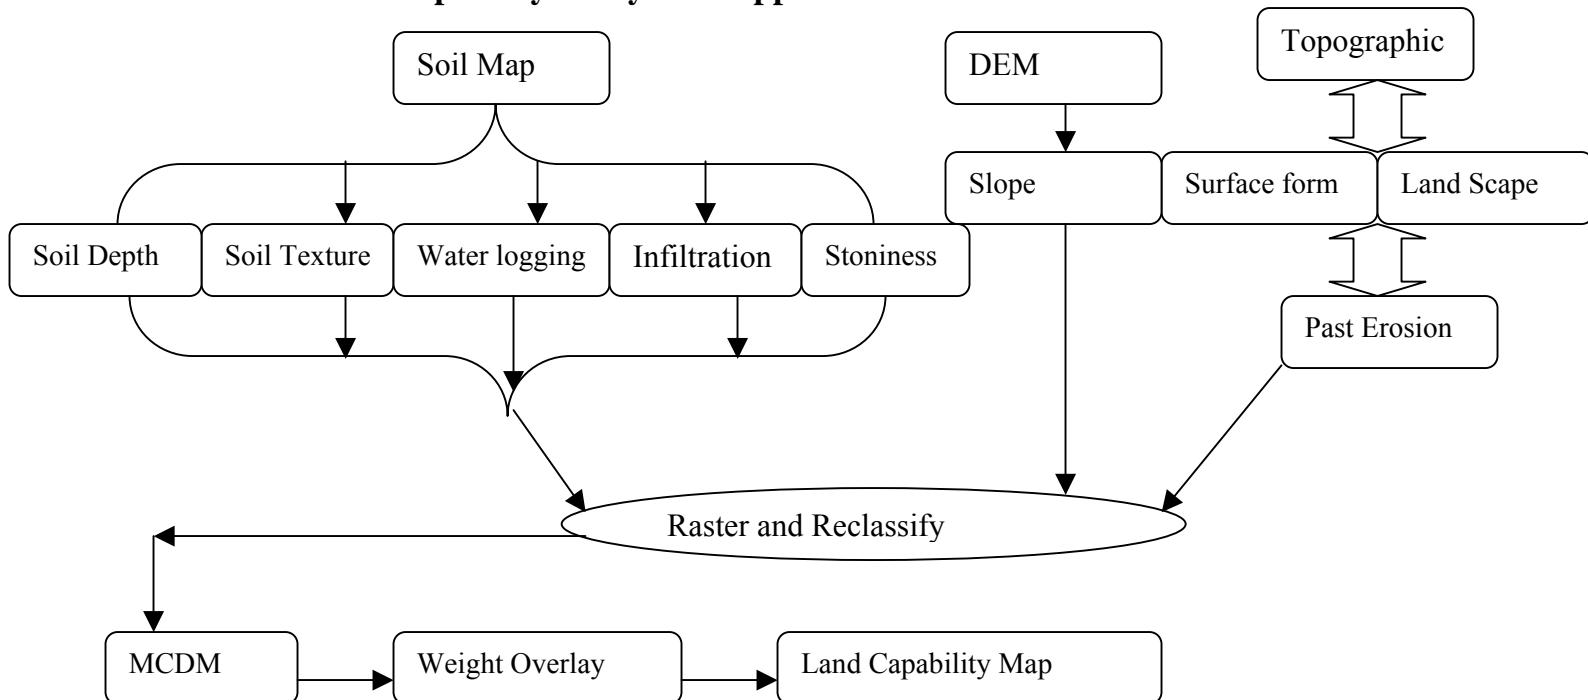 Soil Map
DEM
Topographic
Slope
Surface form
Land Scape
Soil Depth
Soil Texture
Water logging
Infiltration
Stoniness
Past Erosion
Raster and Reclassify
MCDM
Weight Overlay
Land Capability Map